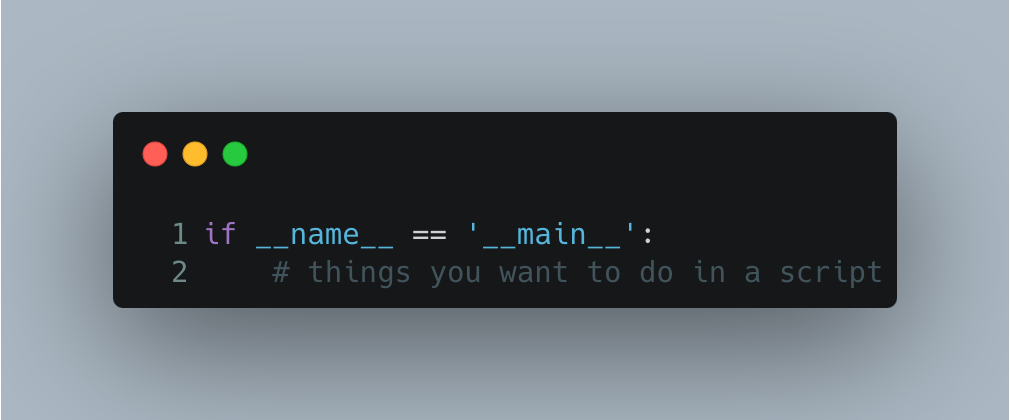 1 if __name__ == '__main__':
2     # things you want to do in a script